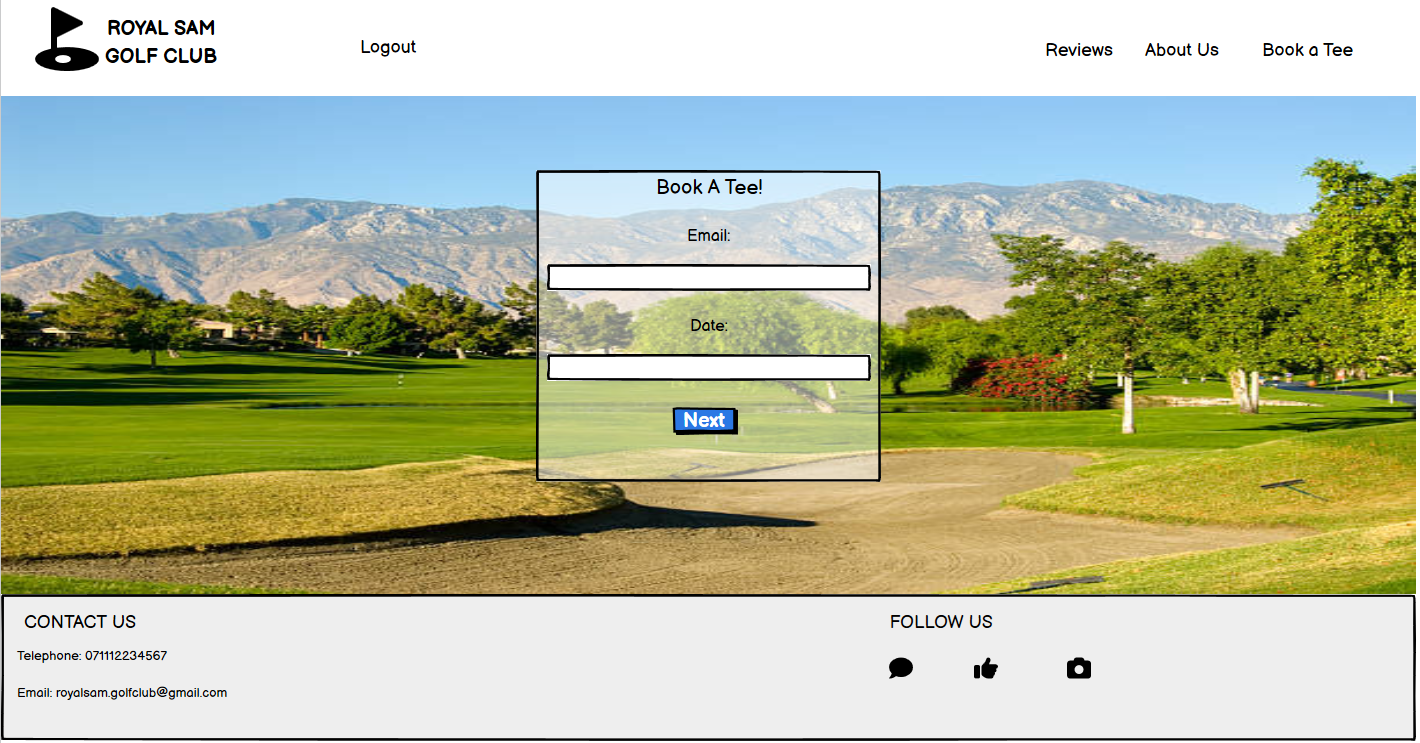 ROYAL SAM
GOLF CLUB
Logout
Reviews
About Us
Book a Tee
Book A Tee!
Email:
Date:
Next
CONTACT US
Telephone: 071112234567
Email: royalsam.golfclub@gmail.com
FOLLOW US